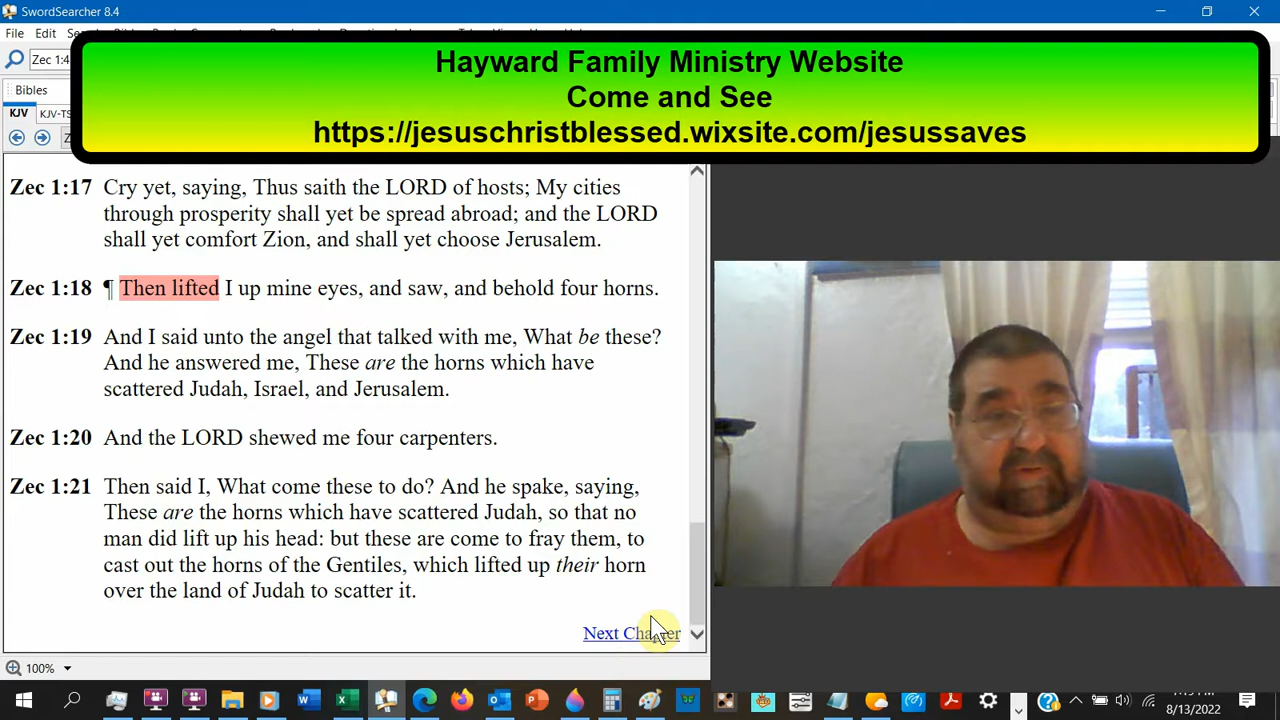 SwordSearcher 8.4
File Edit
Hayward Family Ministry Website
Come and See
https://jesuschristblessed.wixsite.com/jesussaves
Zec 1:4
Bibles
KJV KJV-TS
Zec 1:17 Cry yet, saying, Thus saith the LORD of hosts; My cities
through prosperity shall yet be spread abroad; and the LORD
shall yet comfort Zion, and shall yet choose Jerusalem.
Zec 1:18 ¶ Then lifted I up mine eyes, and saw, and behold four horns.
Zec 1:19 And I said unto the angel that talked with me, What be these?
And he answered me, These are the horns which have
scattered Judah, Israel, and Jerusalem.
Zec 1:20 And the LORD shewed me four carpenters.
Zec 1:21 Then said I, What come these to do? And he spake, saying,
These are the horns which have scattered Judah, so that no
man did lift up his head: but these are come to fray them, to
cast out the horns of the Gentiles, which lifted up their horn
over the land of Judah to scatter it.
Next Chapter
100%
8/13/2022